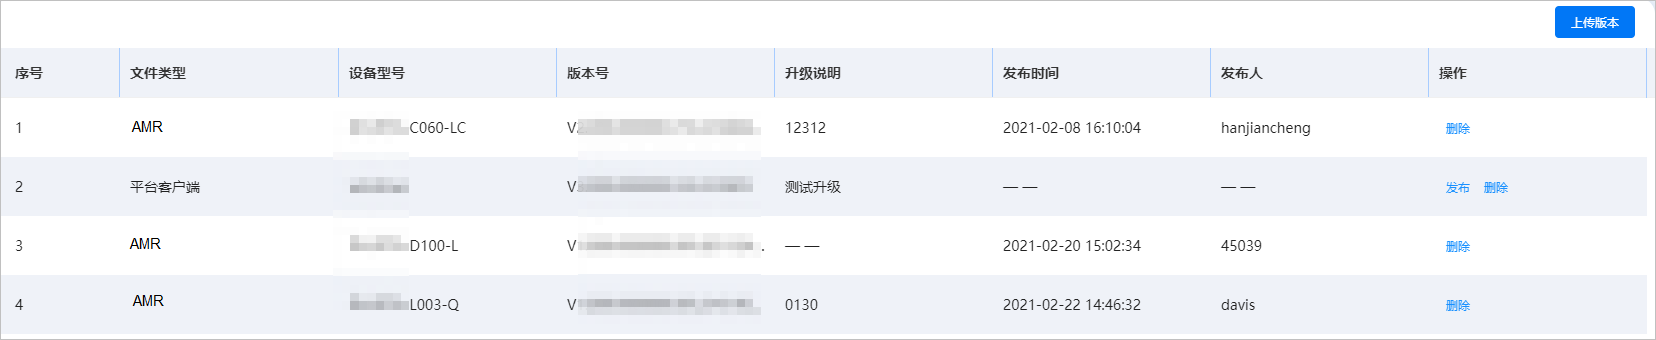 上传版本
序号 文件类型 设备型号 版本号 升级说明 发布时间 发布人 操作
1 AMR C060-LC 12312 2021-02-08 16:10:04 hanjiancheng 删除
2 平台客户端 测试升级 — — — — 发布 删除
3 AMR D100-L — — 2021-02-20 15:02:34 45039 删除
4 AMR L003-Q 0130 2021-02-22 14:46:32 davis 删除